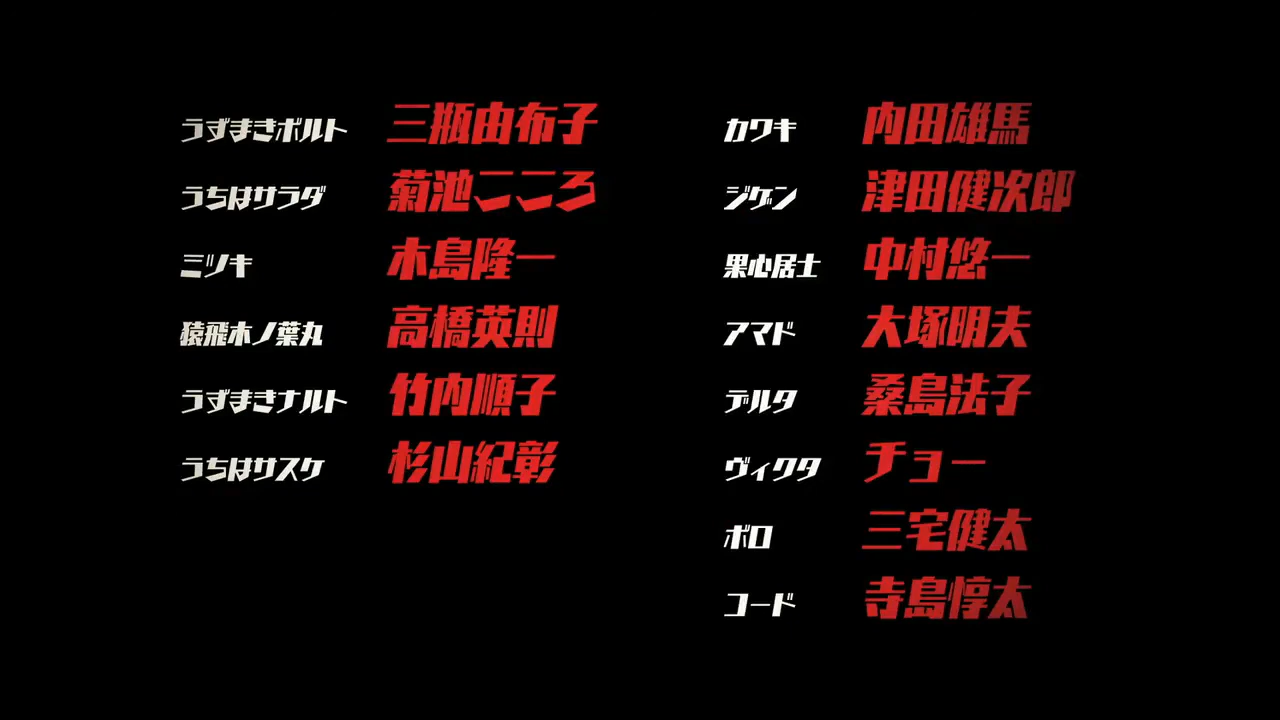 うずまきボルト 三瓶由布子
うちはサラダ 菊池こころ
ミツキ 木島隆一
猿飛木ノ葉丸 高橋英則
うずまきナルト 竹内順子
うちはサスケ 杉山紀彰
カワキ 内田雄馬
ジゲン 津田健次郎
果心居士 中村悠一
アマド 大塚明夫
デルタ 桑島法子
ヴィクタ チョー
ボロ 三宅健太
コード 寺島惇太